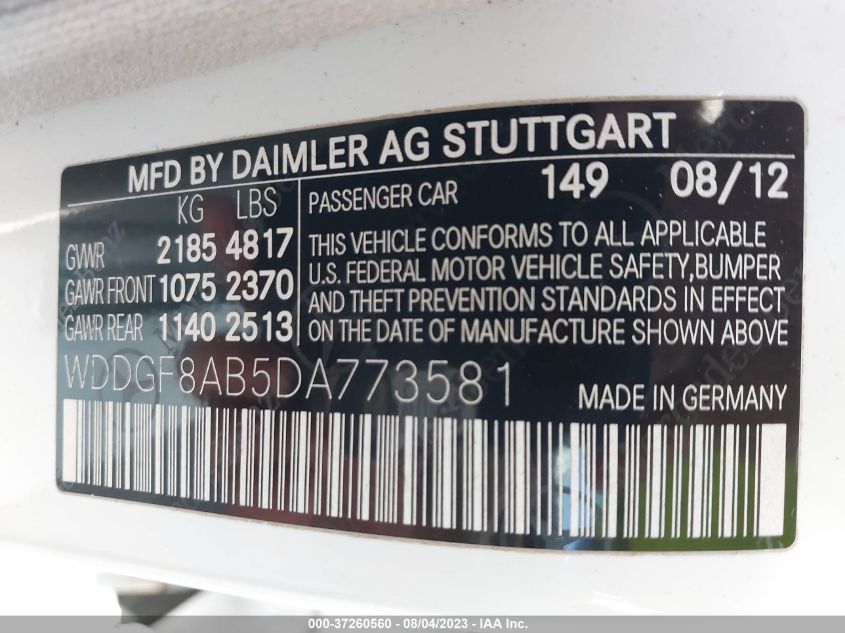 MFD BY DAIMLER AG STUTTGART
KG LBS
GVWR 2185 4817
GAWR FRONT 1075 2370
GAWR REAR 1140 2513
PASSENGER CAR 149 08/12
THIS VEHICLE CONFORMS TO ALL APPLICABLE
U.S. FEDERAL MOTOR VEHICLE SAFETY,BUMPER
AND THEFT PREVENTION STANDARDS IN EFFECT
ON THE DATE OF MANUFACTURE SHOWN ABOVE
WDDGF8AB5DA773581
MADE IN GERMANY
000-37260560 - 08/04/2023 - IAA Inc.